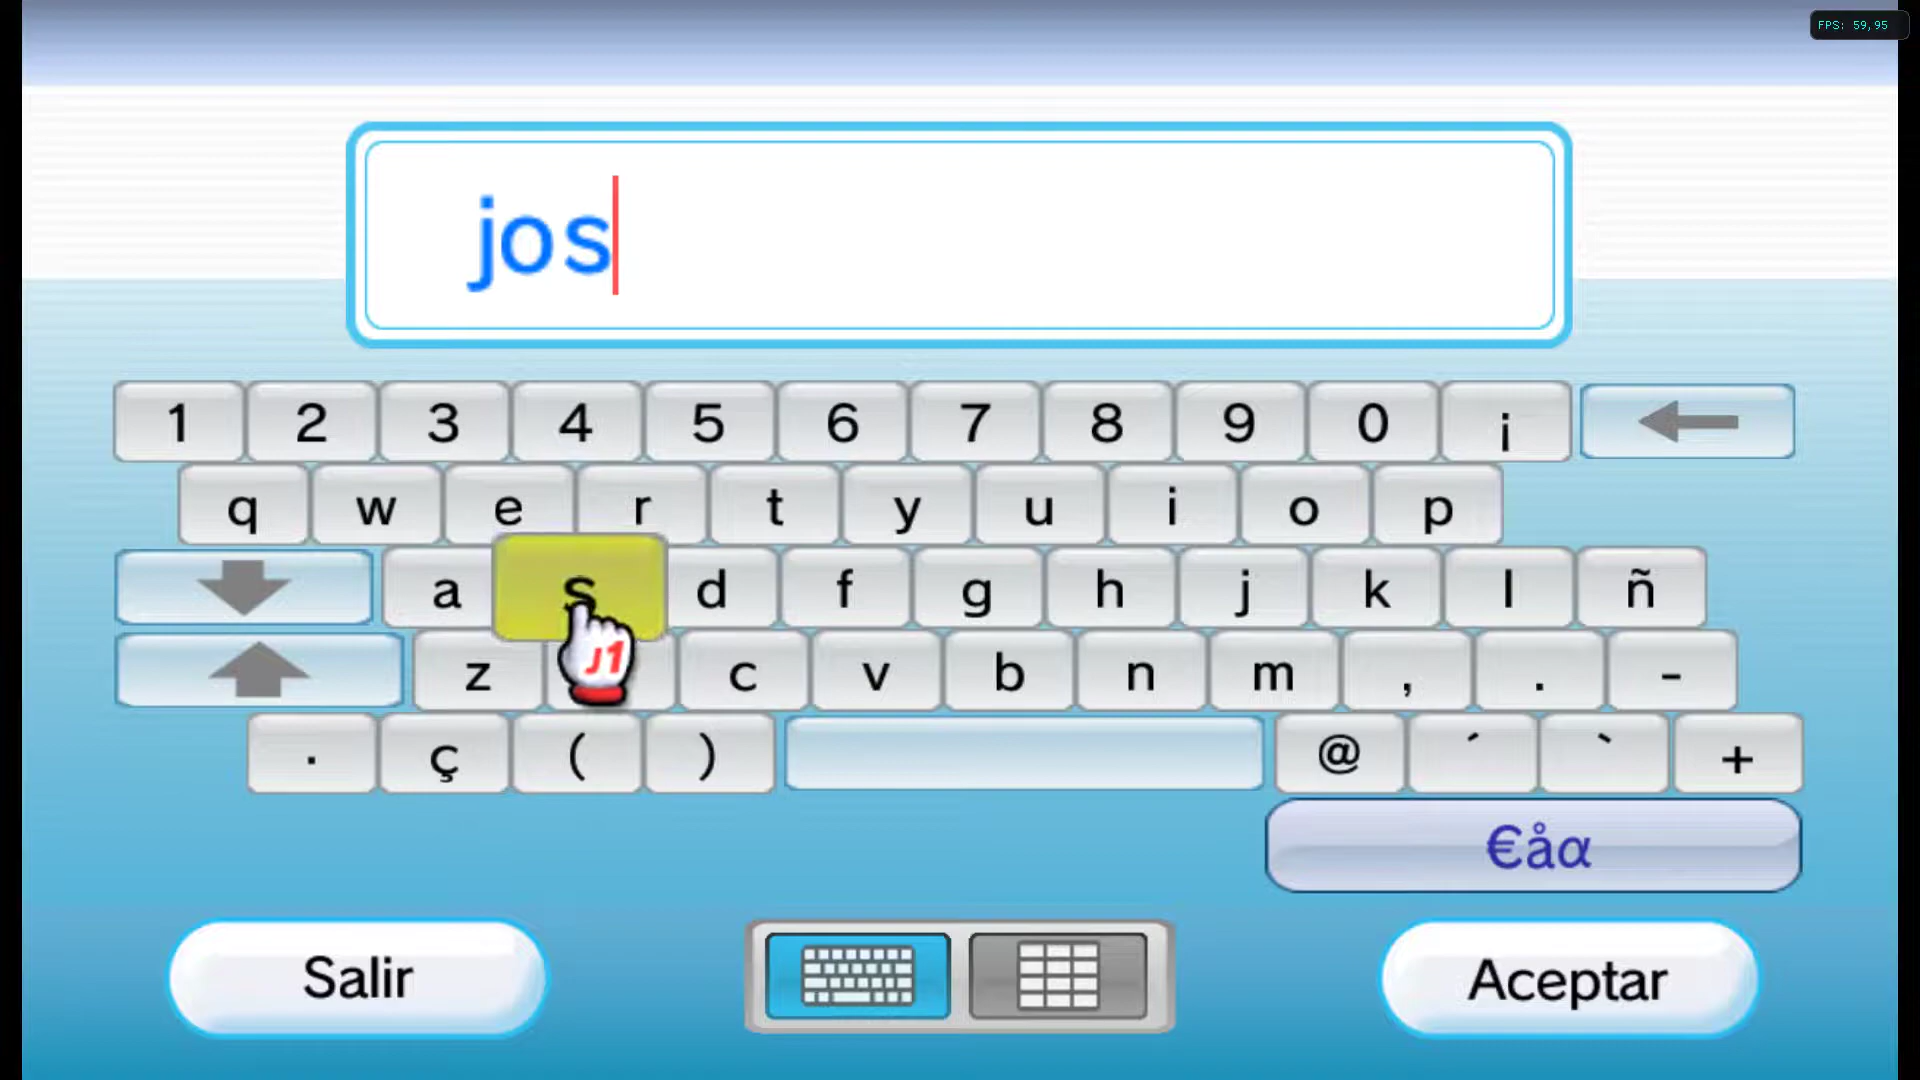 FPS: 59,95
jos
1 2 3 4 5 6 7 8 9 0 ¡
q w e r t y u i o p
a s d f g h j k l ñ
z c v b n m , . -
J1
· ç ( ) @ ´ ` +
€åα
Salir
Aceptar